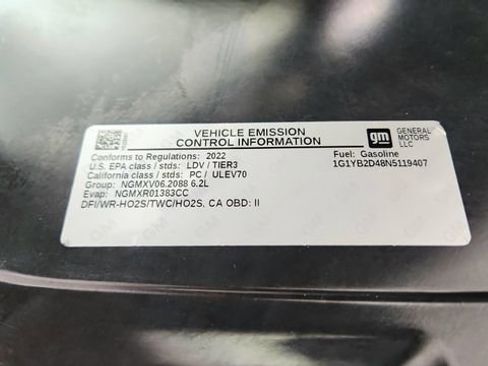 VEHICLE EMISSION
CONTROL INFORMATION
gm
GENERAL
MOTORS
LLC
Conforms to Regulations: 2022
U.S. EPA class / stds: LDV / TIER3
California class / stds: PC / ULEV70
Group: NGMXV06.2088 6.2L
Evap: NGMXR01383CC
DFI/WR-HO2S/TWC/HO2S, CA OBD: II
Fuel: Gasoline
1G1YB2D48N5119407